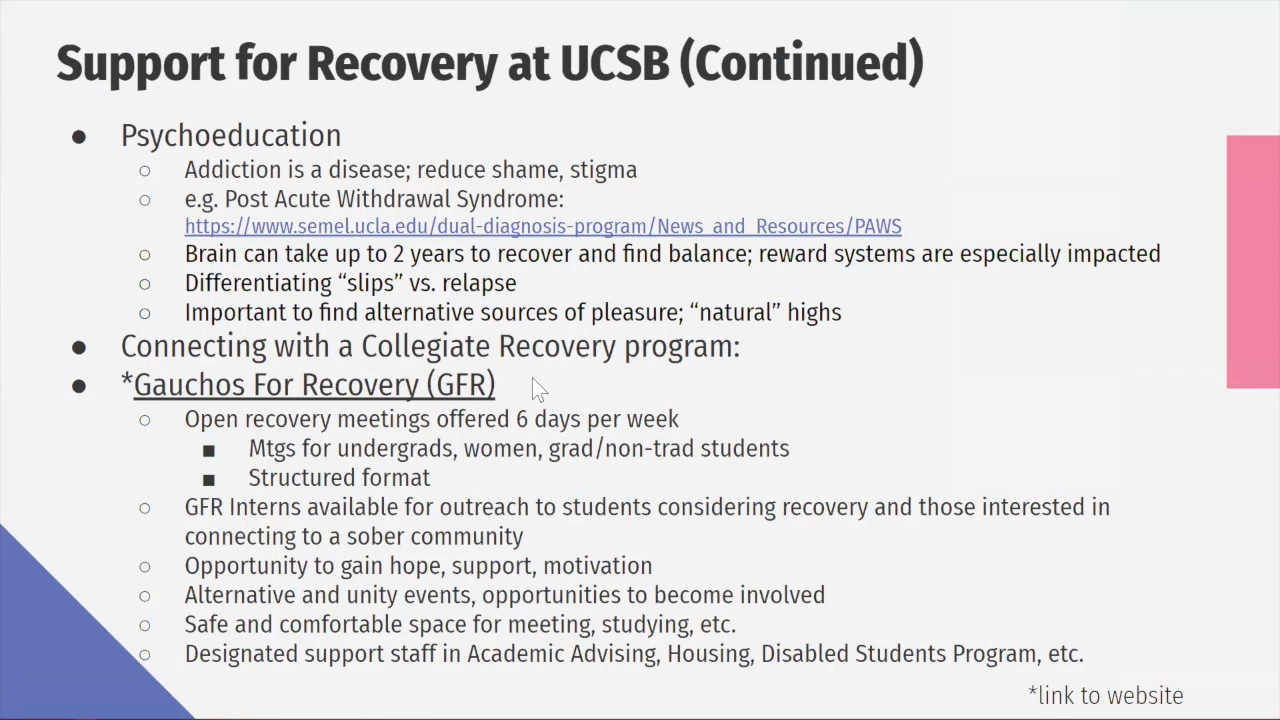 Support for Recovery at UCSB (Continued)
● Psychoeducation
○ Addiction is a disease; reduce shame, stigma
○ e.g. Post Acute Withdrawal Syndrome:
https://www.semel.ucla.edu/dual-diagnosis-program/News_and_Resources/PAWS
○ Brain can take up to 2 years to recover and find balance; reward systems are especially impacted
○ Differentiating “slips” vs. relapse
○ Important to find alternative sources of pleasure; “natural” highs
● Connecting with a Collegiate Recovery program:
● *Gauchos For Recovery (GFR)
○ Open recovery meetings offered 6 days per week
■ Mtgs for undergrads, women, grad/non-trad students
■ Structured format
○ GFR Interns available for outreach to students considering recovery and those interested in
connecting to a sober community
○ Opportunity to gain hope, support, motivation
○ Alternative and unity events, opportunities to become involved
○ Safe and comfortable space for meeting, studying, etc.
○ Designated support staff in Academic Advising, Housing, Disabled Students Program, etc.
*link to website